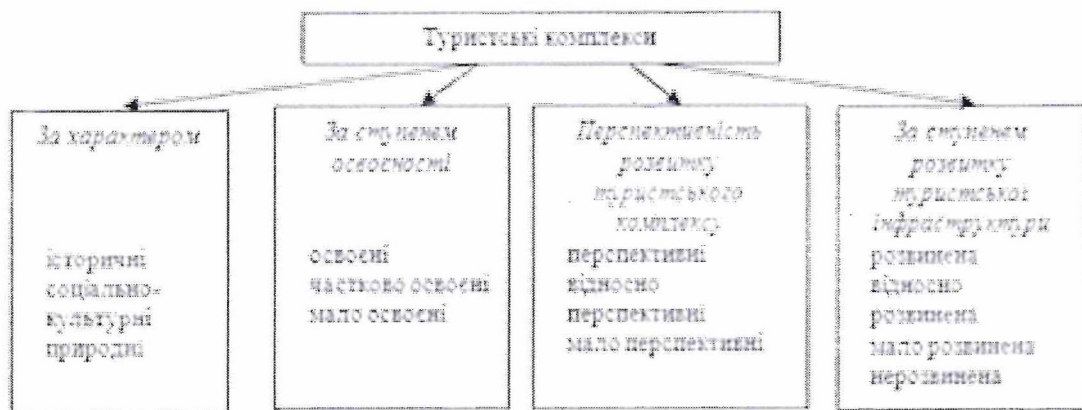 Туристські комплекси
За характером
історичні
соціально-
культурні
природні
За ступенем
освоєності
освоєні
частково освоєні
мало освоєні
Перспективність
розвитку
туристського
комплексу
перспективні
відносно
перспективні
мало перспективні
За ступенем
розвитку
туристської
інфраструктури
розвинена
відносно
розвинена
мало розвинена
нерозвинена